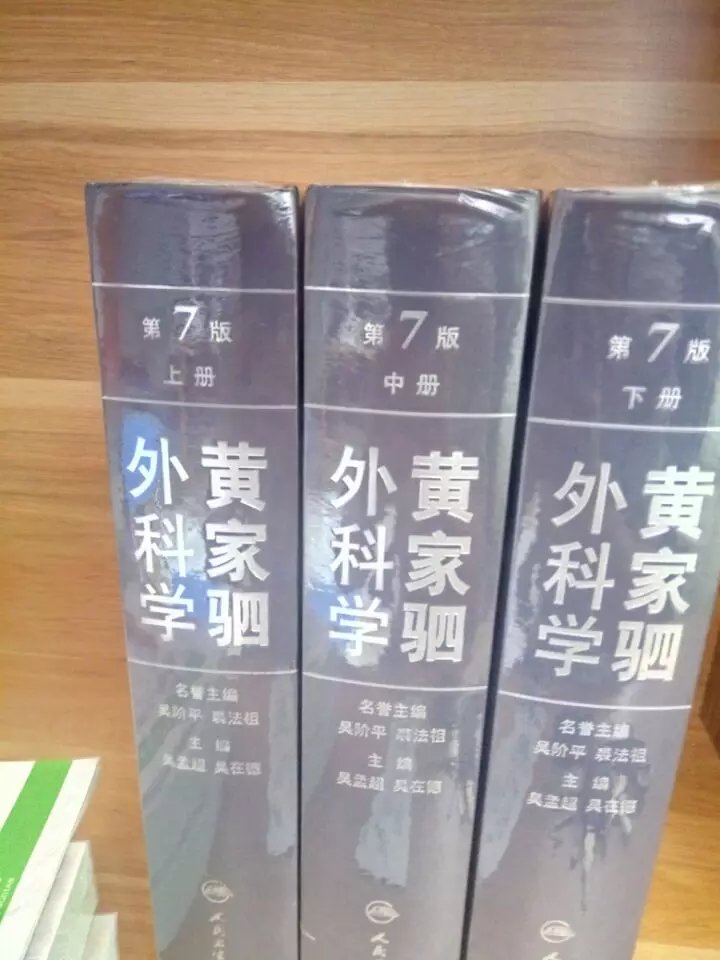 第7版
上册
黄家驷
外科学
名誉主编
吴阶平 裘法祖
主 编
吴孟超 吴在德
第7版
中册
黄家驷
外科学
名誉主编
吴阶平 裘法祖
主 编
吴孟超 吴在德
第7版
下册
黄家驷
外科学
名誉主编
吴阶平 裘法祖
主 编
吴孟超 吴在德